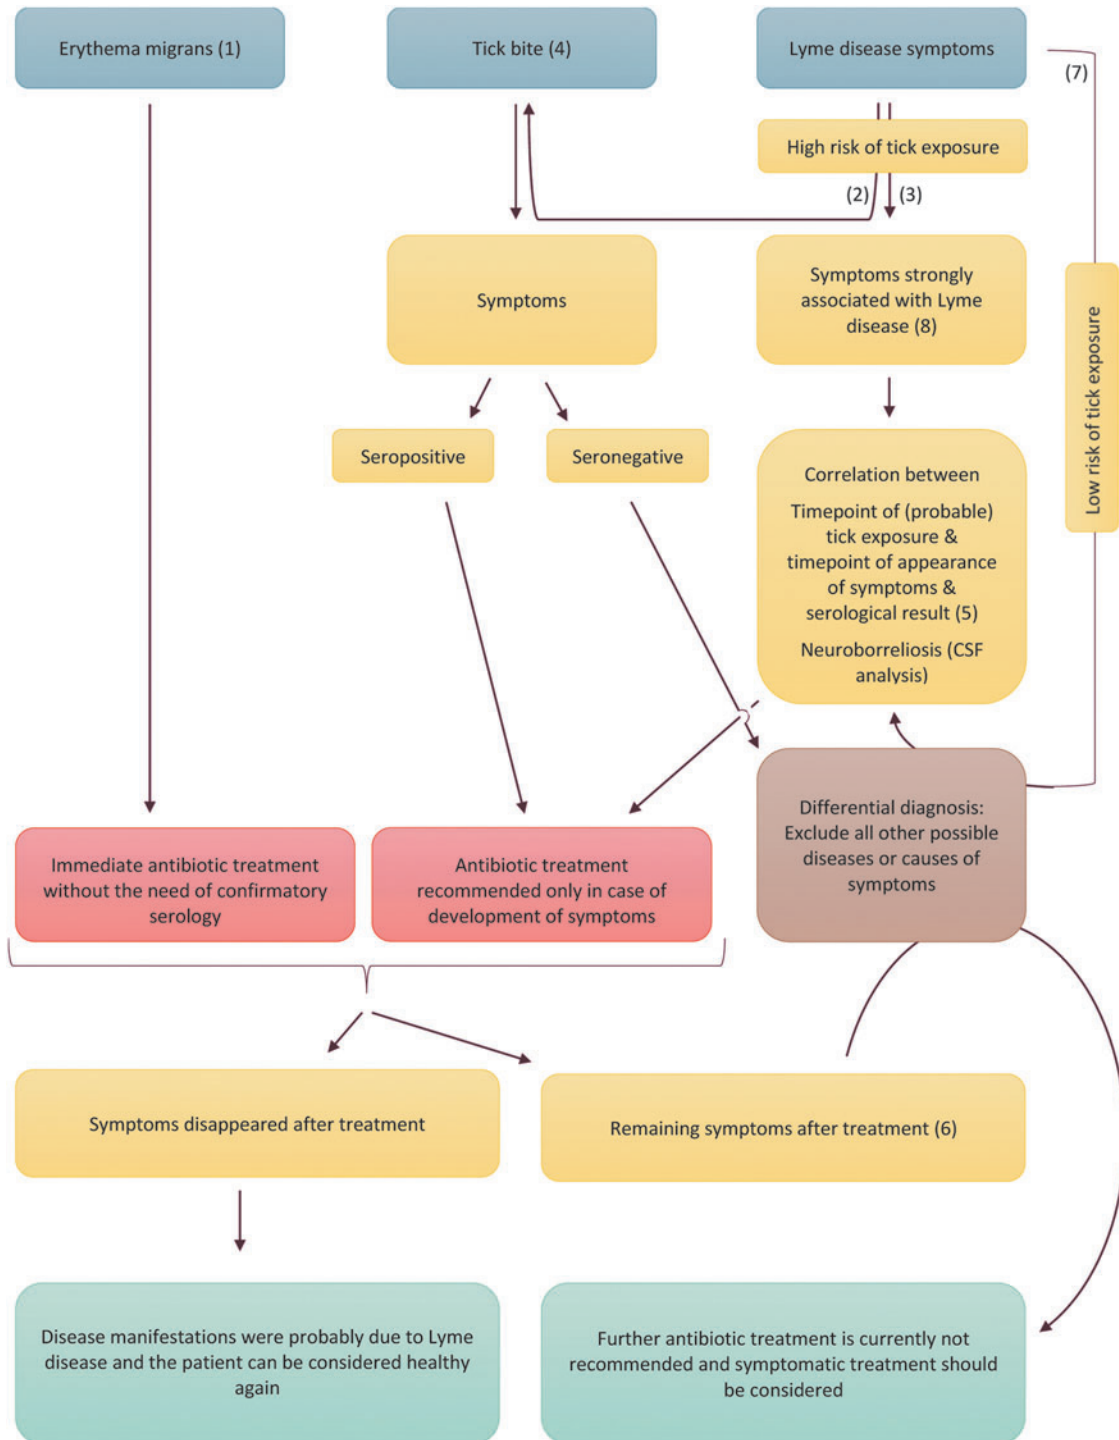 Erythema migrans (1)
Tick bite (4)
Lyme disease symptoms
(7)
High risk of tick exposure
(2)
(3)
Symptoms
Symptoms strongly
associated with Lyme
disease (8)
Low risk of tick exposure
Seropositive
Seronegative
Correlation between
Timepoint of (probable)
tick exposure &
timepoint of appearance
of symptoms &
serological result (5)
Neuroborreliosis (CSF
analysis)
Differential diagnosis:
Exclude all other possible
diseases or causes of
symptoms
Immediate antibiotic treatment
without the need of confirmatory
serology
Antibiotic treatment
recommended only in case of
development of symptoms
Symptoms disappeared after treatment
Remaining symptoms after treatment (6)
Disease manifestations were probably due to Lyme
disease and the patient can be considered healthy
again
Further antibiotic treatment is currently not
recommended and symptomatic treatment should
be considered